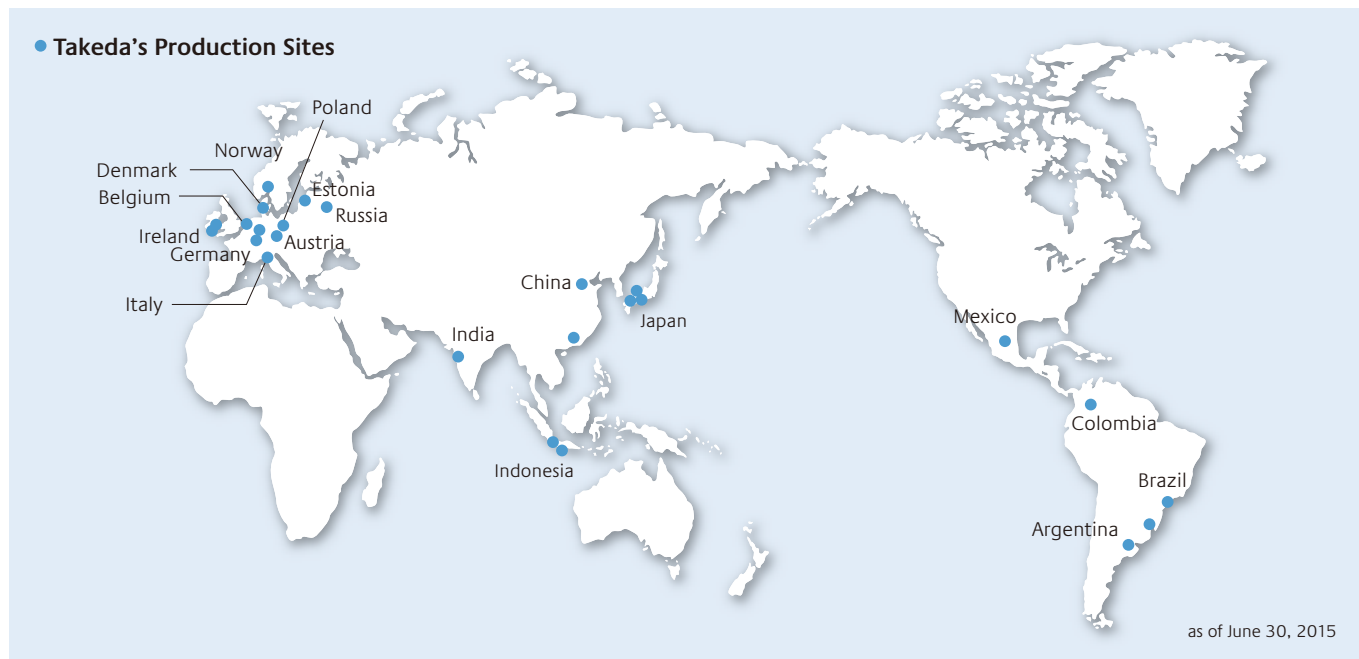 Takeda's Production Sites
Poland
Norway
Denmark
Estonia
Belgium
Russia
Ireland
Austria
Germany
China
Italy
Japan
Mexico
India
Colombia
Indonesia
Brazil
Argentina
as of June 30, 2015